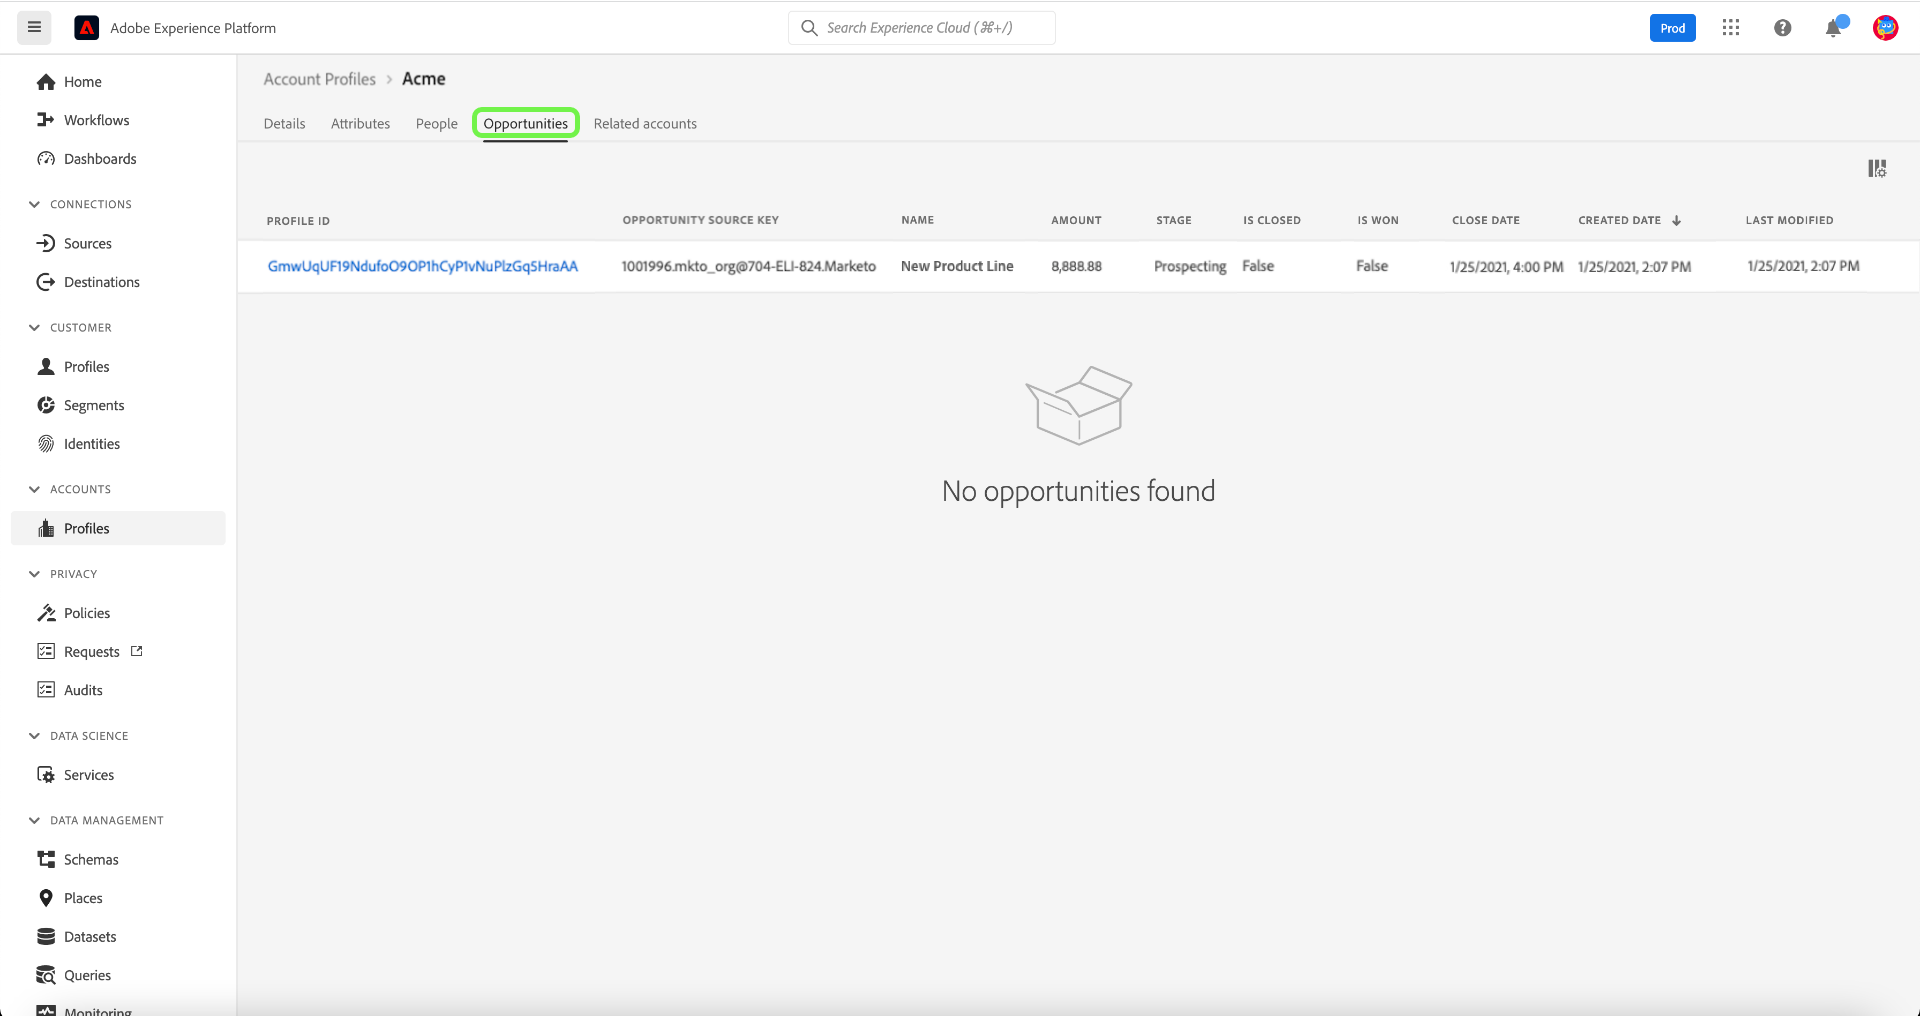 Adobe Experience Platform
Search Experience Cloud (⌘+/)
Prod
Home
Workflows
Dashboards
CONNECTIONS
Sources
Destinations
CUSTOMER
Profiles
Segments
Identities
ACCOUNTS
Profiles
PRIVACY
Policies
Requests
Audits
DATA SCIENCE
Services
DATA MANAGEMENT
Schemas
Places
Datasets
Queries
Monitoring
Account Profiles > Acme
Details Attributes People Opportunities Related accounts
PROFILE ID OPPORTUNITY SOURCE KEY NAME AMOUNT STAGE IS CLOSED IS WON CLOSE DATE CREATED DATE ↓ LAST MODIFIED
GmwUqUF19NdufoO9OP1hCyP1vNuPlzGq5HraAA 1001996.mkto_org@704-ELI-824.Marketo New Product Line 8,888.88 Prospecting False False 1/25/2021, 4:00 PM 1/25/2021, 2:07 PM 1/25/2021, 2:07 PM
No opportunities found